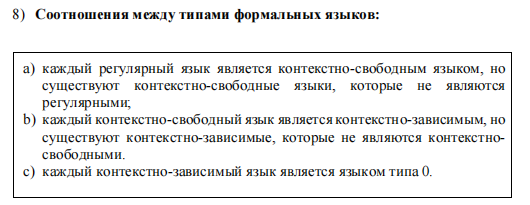 8) Соотношения между типами формальных языков:
a) каждый регулярный язык является контекстно-свободным языком, но
существуют контекстно-свободные языки, которые не являются
регулярными;
b) каждый контекстно-свободный язык является контекстно-зависимым, но
существуют контекстно-зависимые, которые не являются контекстно-
свободными.
c) каждый контекстно-зависимый язык является языком типа 0.